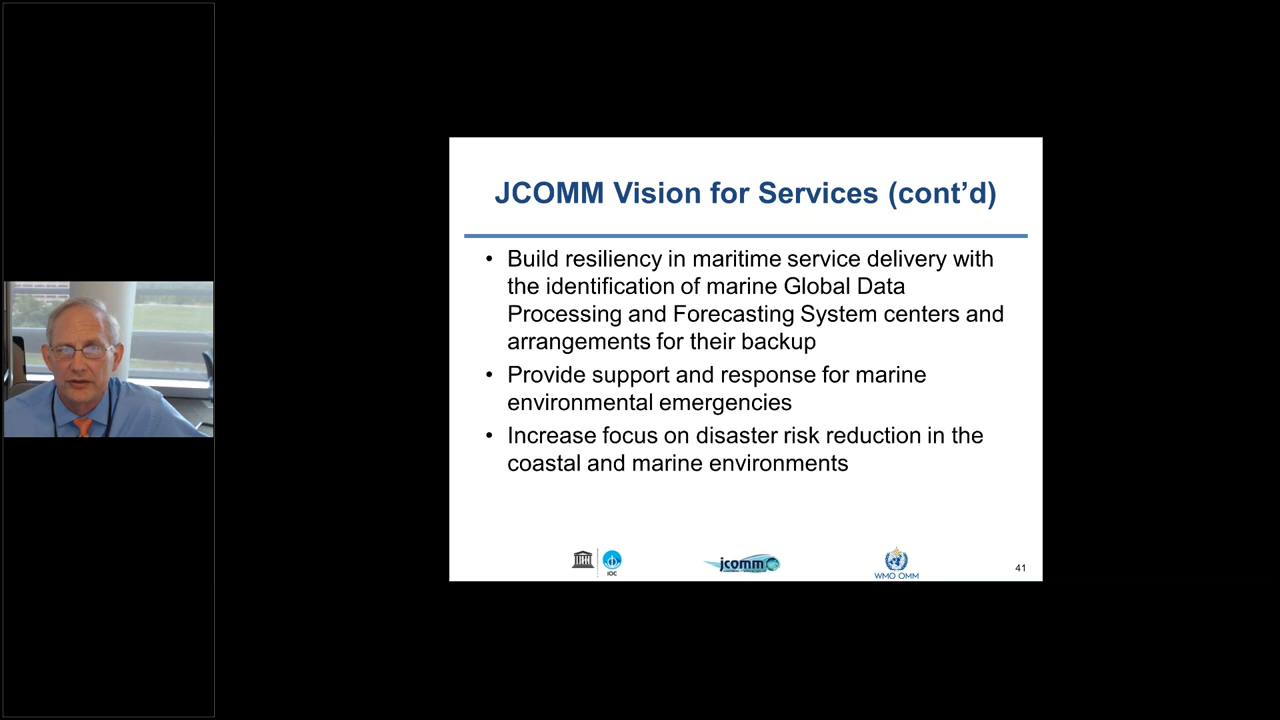 JCOMM Vision for Services (cont’d)
• Build resiliency in maritime service delivery with
the identification of marine Global Data
Processing and Forecasting System centers and
arrangements for their backup
• Provide support and response for marine
environmental emergencies
• Increase focus on disaster risk reduction in the
coastal and marine environments
IOC
jcomm
WMO OMM
41